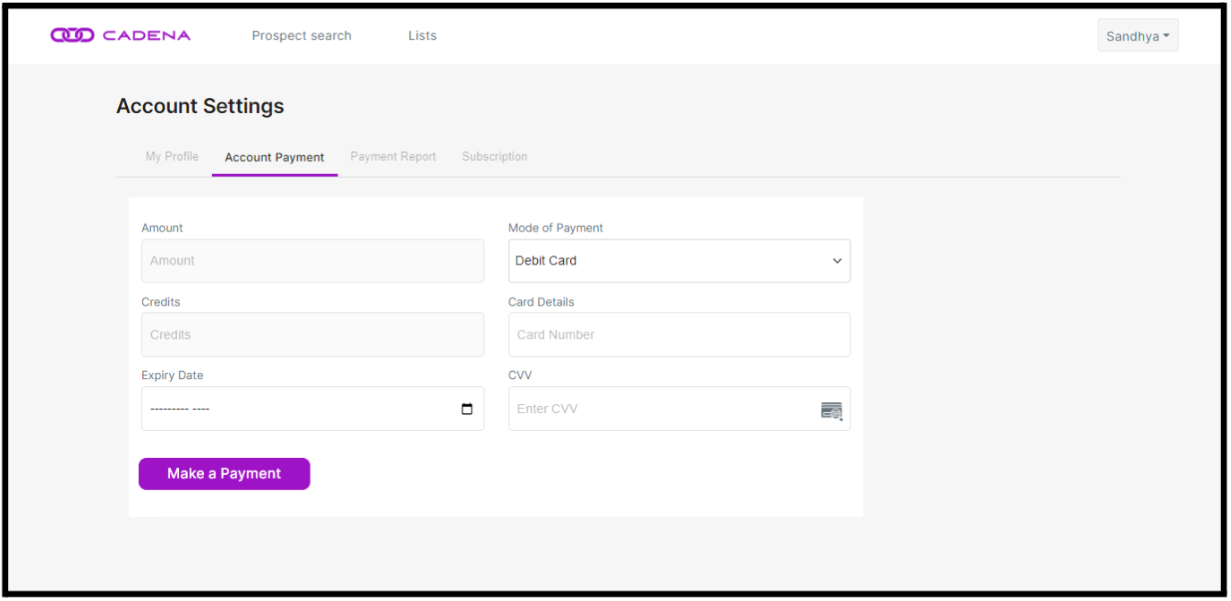 CADENA Prospect search Lists Sandhya
Account Settings
My Profile Account Payment Payment Report Subscription
Amount Mode of Payment
Amount Debit Card
Credits Card Details
Credits Card Number
Expiry Date CVV
--------- ---- Enter CVV
Make a Payment